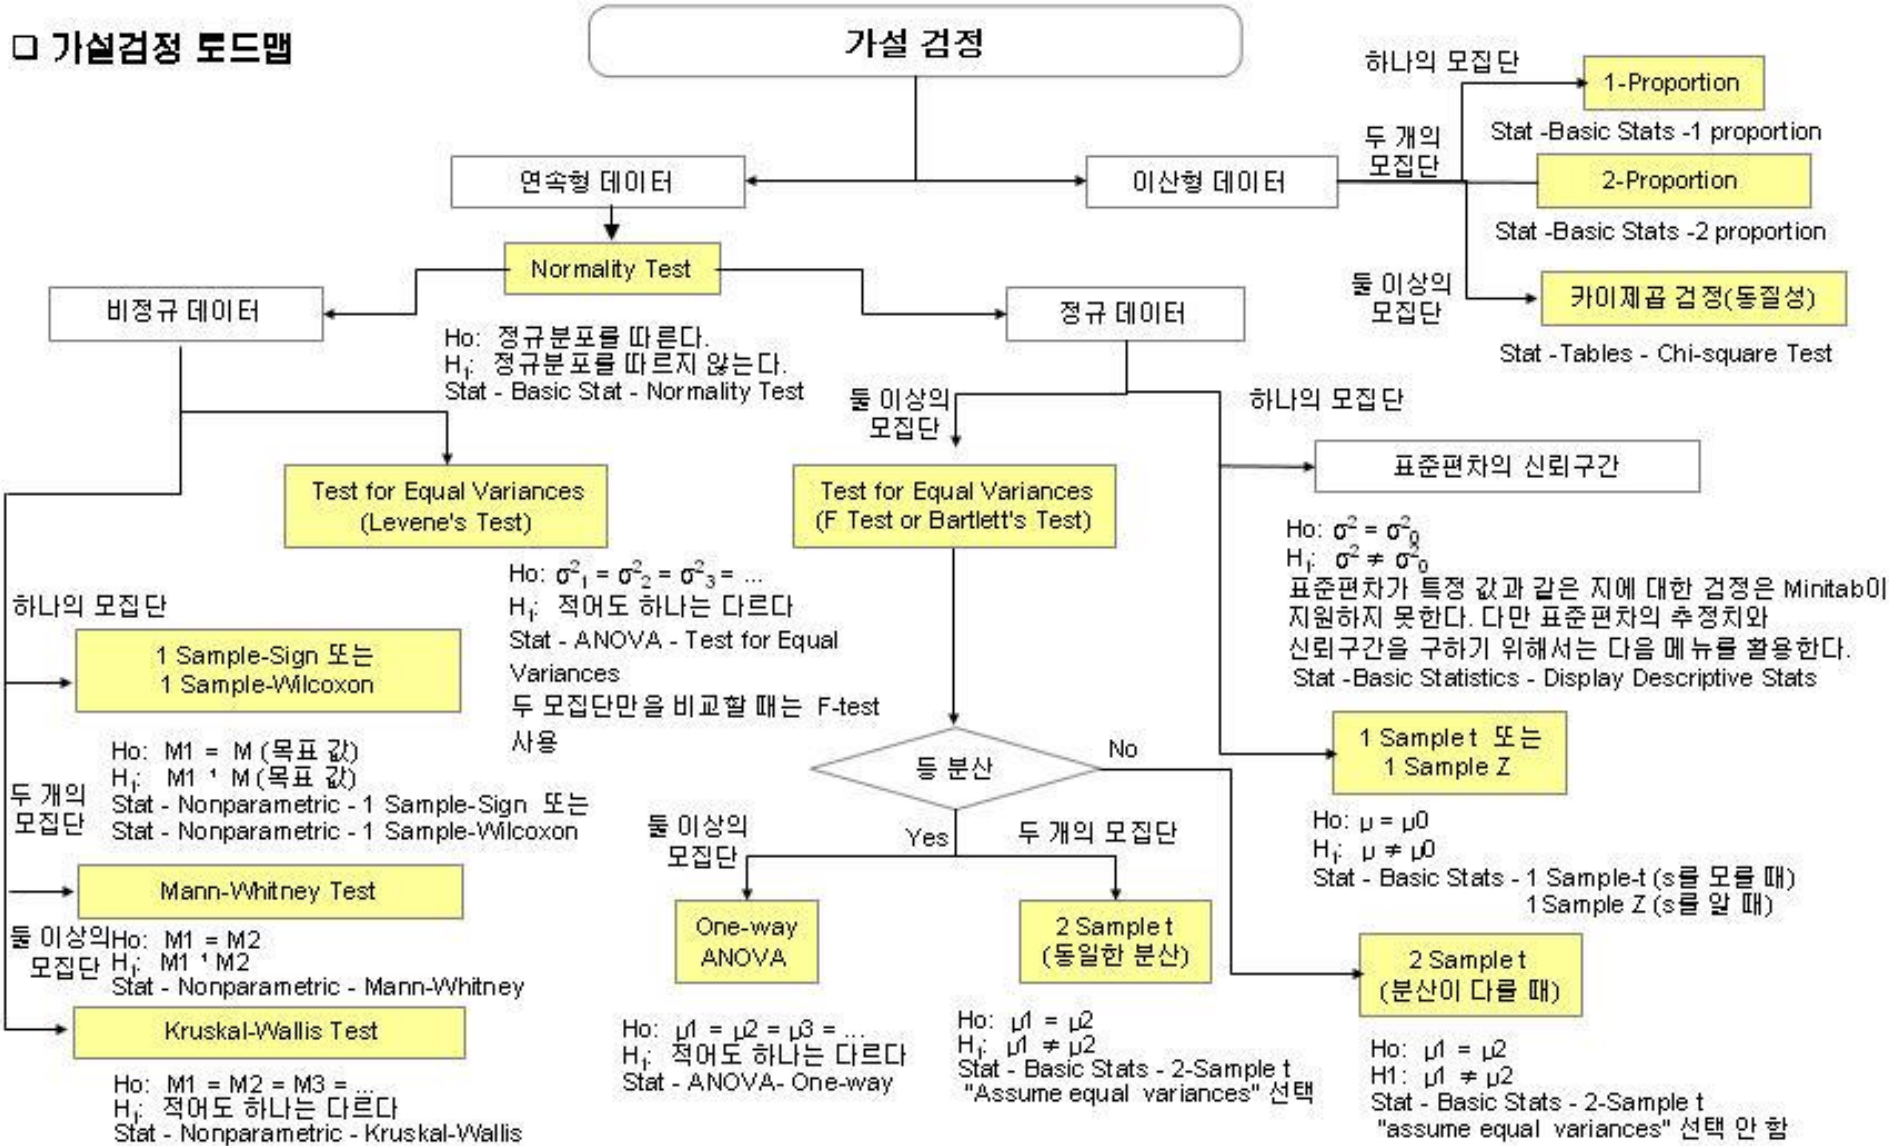 □ 가설검정 로드맵
가설 검정
하나의 모집단
1-Proportion
Stat -Basic Stats -1 proportion
두 개의
모집단
2-Proportion
Stat -Basic Stats -2 proportion
둘 이상의
모집단
카이제곱 검정(동질성)
Stat -Tables - Chi-square Test
연속형 데이터
이산형 데이터
Normality Test
비정규 데이터
정규 데이터
Ho: 정규분포를 따른다.
H₁: 정규분포를 따르지 않는다.
Stat - Basic Stat - Normality Test
둘 이상의
모집단
하나의 모집단
Test for Equal Variances
(Levene's Test)
Test for Equal Variances
(F Test or Bartlett's Test)
표준편차의 신뢰구간
Ho: σ²₁ = σ²₂ = σ²₃ = ...
H₁: 적어도 하나는 다르다
Stat - ANOVA - Test for Equal
Variances
두 모집단만을 비교할 때는 F-test
사용
Ho: σ² = σ²₀
H₁: σ² ≠ σ²₀
표준편차가 특정 값과 같은 지에 대한 검정은 Minitab이
지원하지 못한다. 다만 표준편차의 추정치와
신뢰구간을 구하기 위해서는 다음 메뉴를 활용한다.
Stat -Basic Statistics - Display Descriptive Stats
하나의 모집단
1 Sample-Sign 또는
1 Sample-Wilcoxon
Ho: M1 = M (목표 값)
H₁: M1 ¹ M (목표 값)
Stat - Nonparametric - 1 Sample-Sign 또는
Stat - Nonparametric - 1 Sample-Wilcoxon
두 개의
모집단
Mann-Whitney Test
Ho: M1 = M2
H₁: M1 ¹ M2
Stat - Nonparametric - Mann-Whitney
둘 이상의
모집단
Kruskal-Wallis Test
Ho: M1 = M2 = M3 = ...
H₁: 적어도 하나는 다르다
Stat - Nonparametric - Kruskal-Wallis
등 분산
No
Yes
둘 이상의
모집단
두 개의 모집단
One-way
ANOVA
Ho: μ1 = μ2 = μ3 = ...
H₁: 적어도 하나는 다르다
Stat - ANOVA- One-way
2 Sample t
(동일한 분산)
Ho: μ1 = μ2
H₁: μ1 ≠ μ2
Stat - Basic Stats - 2-Sample t
"Assume equal variances" 선택
1 Sample t 또는
1 Sample Z
Ho: μ = μ0
H₁: μ ≠ μ0
Stat - Basic Stats - 1 Sample-t (s를 모를 때)
1Sample Z (s를 알 때)
2 Sample t
(분산이 다를 때)
Ho: μ1 = μ2
H1: μ1 ≠ μ2
Stat - Basic Stats - 2-Sample t
"assume equal variances" 선택 안 함